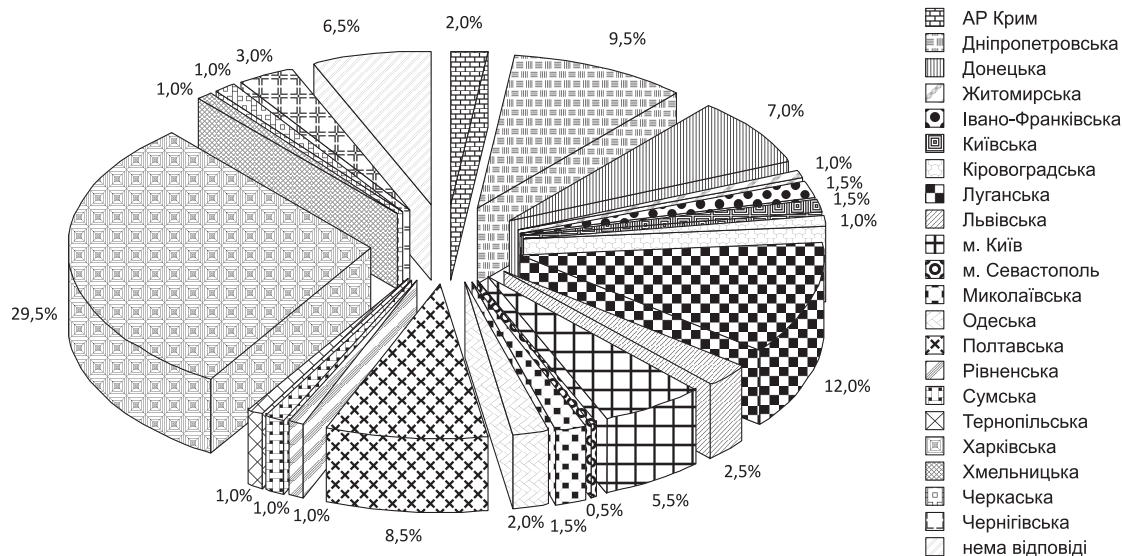 2,0%
9,5%
7,0%
1,0%
1,5%
1,5%
1,0%
12,0%
2,5%
5,5%
0,5%
1,5%
2,0%
8,5%
1,0%
1,0%
1,0%
29,5%
1,0%
1,0%
3,0%
6,5%
АР Крим
Дніпропетровська
Донецька
Житомирська
Івано-Франківська
Київська
Кіровоградська
Луганська
Львівська
м. Київ
м. Севастополь
Миколаївська
Одеська
Полтавська
Рівненська
Сумська
Тернопільська
Харківська
Хмельницька
Черкаська
Чернігівська
нема відповіді